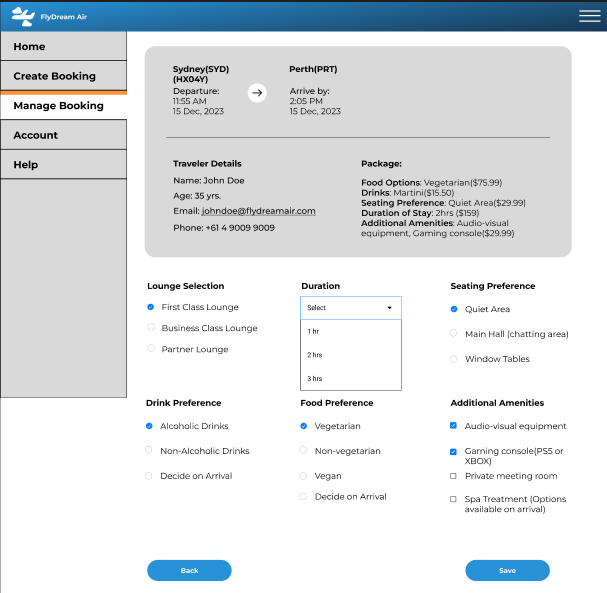 FlyDream Air
Home
Create Booking
Manage Booking
Account
Help
Sydney(SYD)
(HX04Y)
Departure:
11:55 AM
15 Dec, 2023
Perth(PRT)
Arrive by:
2:05 PM
15 Dec, 2023
Traveler Details
Name: John Doe
Age: 35 yrs.
Email: johndoe@flydreamair.com
Phone: +61 4 9009 9009
Package:
Food Options: Vegetarian($75.99)
Drinks: Martini($15.50)
Seating Preference: Quiet Area($29.99)
Duration of Stay: 2hrs ($159)
Additional Amenities: Audio-visual
equipment, Gaming console($29.99)
Lounge Selection
First Class Lounge
Business Class Lounge
Partner Lounge
Duration
Select
1 hr
2 hrs
3 hrs
Seating Preference
Quiet Area
Main Hall (chatting area)
Window Tables
Drink Preference
Alcoholic Drinks
Non-Alcoholic Drinks
Decide on Arrival
Food Preference
Vegetarian
Non-vegetarian
Vegan
Decide on Arrival
Additional Amenities
Audio-visual equipment
Gaming console(PS5 or
XBOX)
Private meeting room
Spa Treatment (Options
available on arrival)
Back
Save